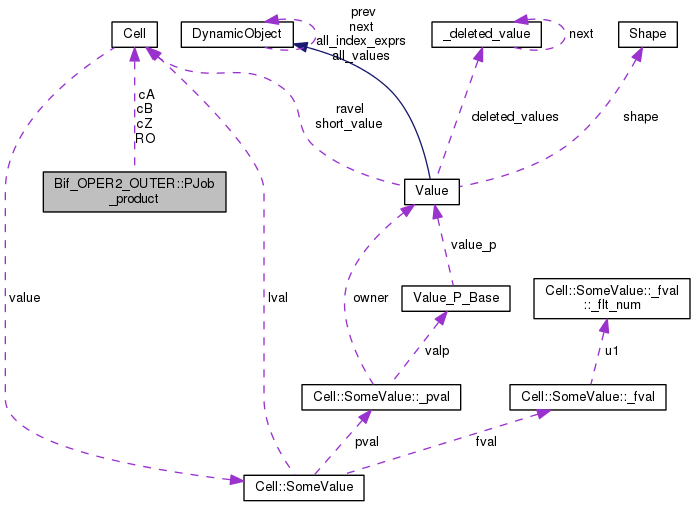 prev
next
all_index_exprs
all_values
Cell
DynamicObject
_deleted_value
next
Shape
cA
cB
cZ
RO
ravel
short_value
deleted_values
shape
Bif_OPER2_OUTER::PJob
_product
Value
value_p
value
lval
owner
Value_P_Base
Cell::SomeValue::_fval
::_flt_num
valp
u1
Cell::SomeValue::_pval
Cell::SomeValue::_fval
pval
fval
Cell::SomeValue